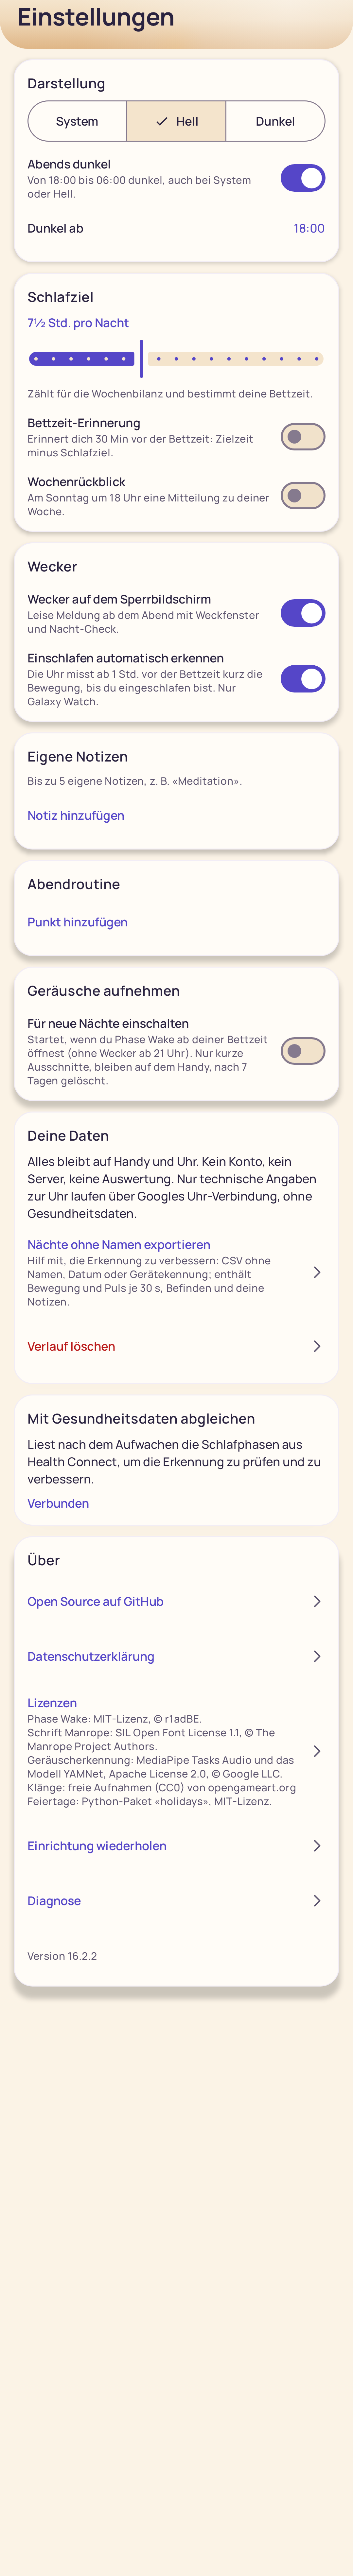 Einstellungen
Darstellung
System
Hell
Dunkel
Abends dunkel
Von 18:00 bis 06:00 dunkel, auch bei System
oder Hell.
Dunkel ab
18:00
Schlafziel
7½ Std. pro Nacht
Zählt für die Wochenbilanz und bestimmt deine Bettzeit.
Bettzeit-Erinnerung
Erinnert dich 30 Min vor der Bettzeit: Zielzeit
minus Schlafziel.
Wochenrückblick
Am Sonntag um 18 Uhr eine Mitteilung zu deiner
Woche.
Wecker
Wecker auf dem Sperrbildschirm
Leise Meldung ab dem Abend mit Weckfenster
und Nacht-Check.
Einschlafen automatisch erkennen
Die Uhr misst ab 1 Std. vor der Bettzeit kurz die
Bewegung, bis du eingeschlafen bist. Nur
Galaxy Watch.
Eigene Notizen
Bis zu 5 eigene Notizen, z. B. «Meditation».
Notiz hinzufügen
Abendroutine
Punkt hinzufügen
Geräusche aufnehmen
Für neue Nächte einschalten
Startet, wenn du Phase Wake ab deiner Bettzeit
öffnest (ohne Wecker ab 21 Uhr). Nur kurze
Ausschnitte, bleiben auf dem Handy, nach 7
Tagen gelöscht.
Deine Daten
Alles bleibt auf Handy und Uhr. Kein Konto, kein
Server, keine Auswertung. Nur technische Angaben
zur Uhr laufen über Googles Uhr-Verbindung, ohne
Gesundheitsdaten.
Nächte ohne Namen exportieren
Hilf mit, die Erkennung zu verbessern: CSV ohne
Namen, Datum oder Gerätekennung; enthält
Bewegung und Puls je 30 s, Befinden und deine
Notizen.
Verlauf löschen
Mit Gesundheitsdaten abgleichen
Liest nach dem Aufwachen die Schlafphasen aus
Health Connect, um die Erkennung zu prüfen und zu
verbessern.
Verbunden
Über
Open Source auf GitHub
Datenschutzerklärung
Lizenzen
Phase Wake: MIT-Lizenz, © r1adBE.
Schrift Manrope: SIL Open Font License 1.1, © The
Manrope Project Authors.
Geräuscherkennung: MediaPipe Tasks Audio und das
Modell YAMNet, Apache License 2.0, © Google LLC.
Klänge: freie Aufnahmen (CC0) von opengameart.org
Feiertage: Python-Paket «holidays», MIT-Lizenz.
Einrichtung wiederholen
Diagnose
Version 16.2.2